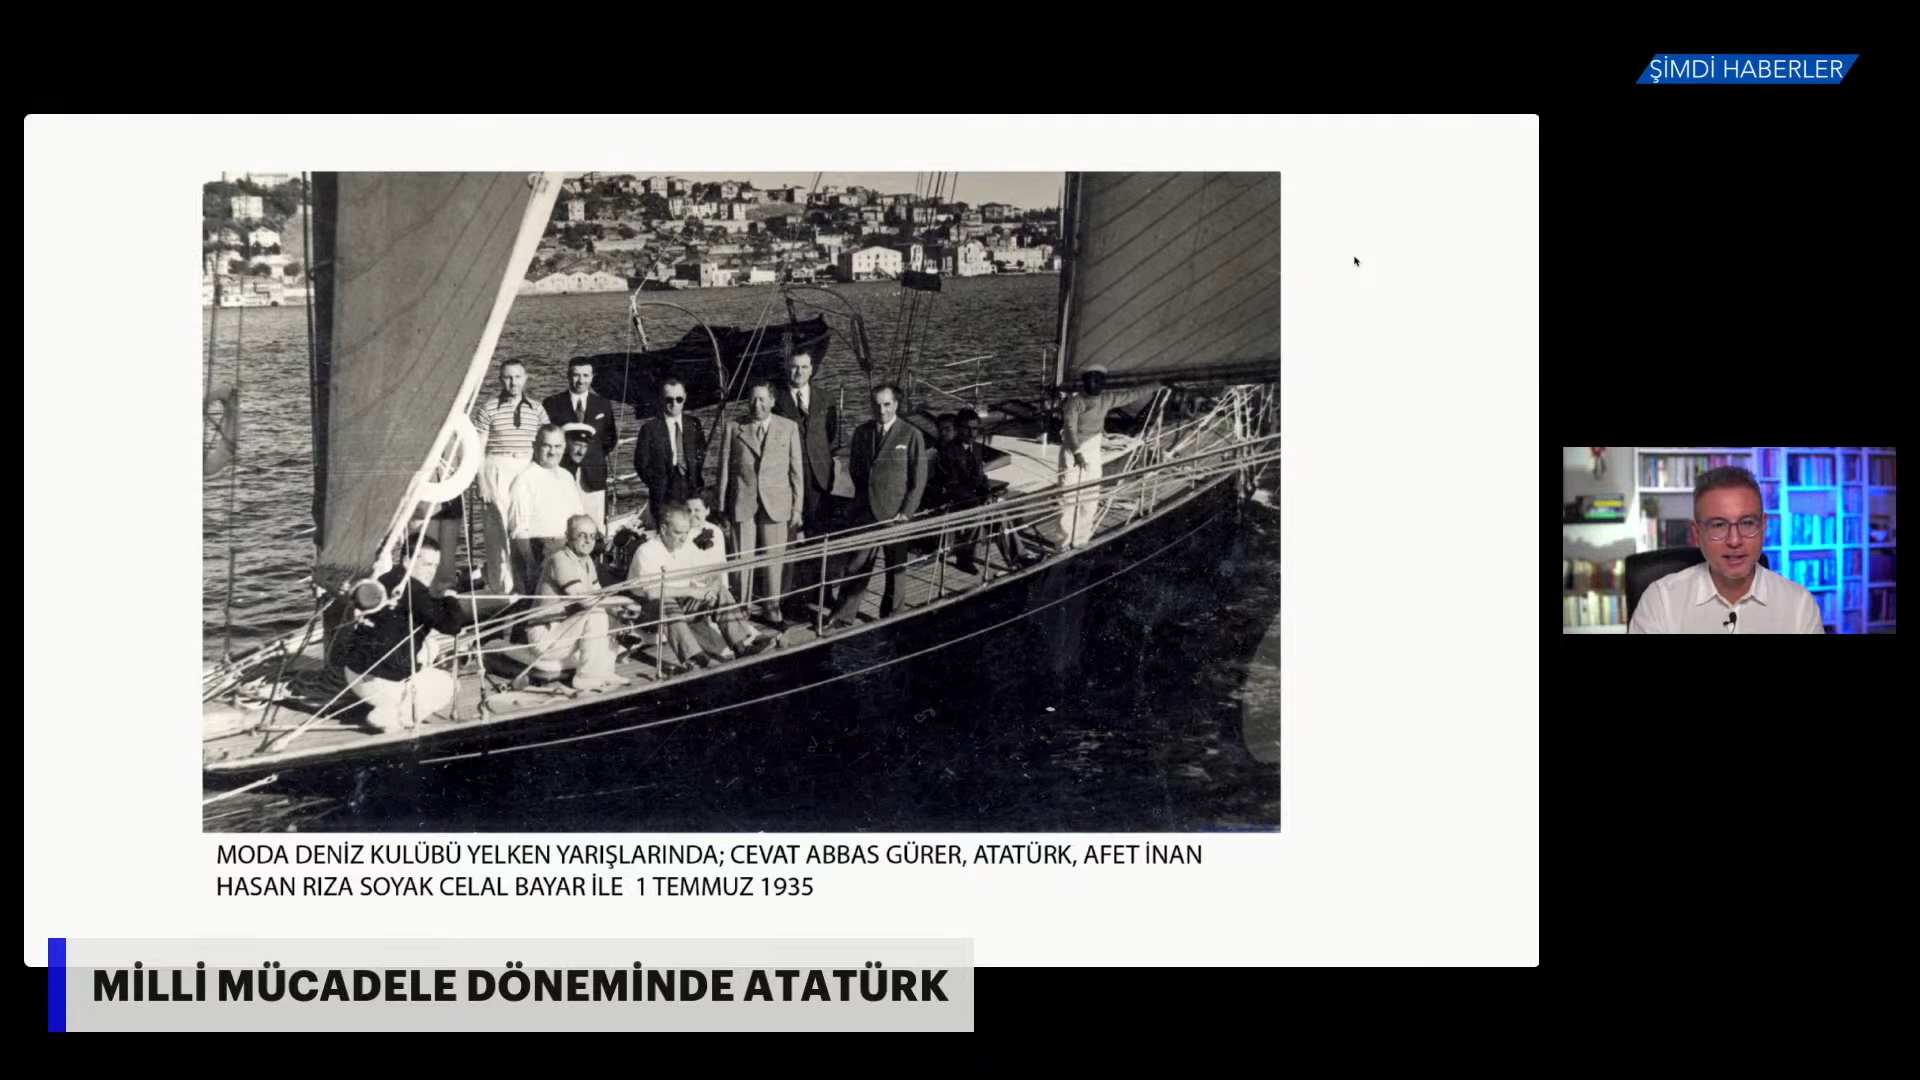 ŞİMDİ HABERLER
MODA DENİZ KULÜBÜ YELKEN YARIŞLARINDA; CEVAT ABBAS GÜRER, ATATÜRK, AFET İNAN
HASAN RIZA SOYAK CELAL BAYAR İLE 1 TEMMUZ 1935
MİLLİ MÜCADELE DÖNEMİNDE ATATÜRK